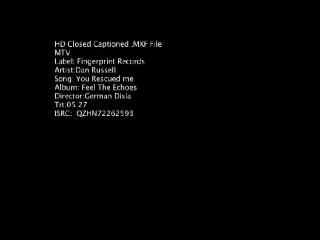 HD Closed Captioned .MXF File
MTV
Label: Fingerprint Records
Artist:Dan Russell
Song: You Rescued me
Album: Feel The Echoes
Director:German Disla
Trt:05.27
ISRC:  QZHN72262593